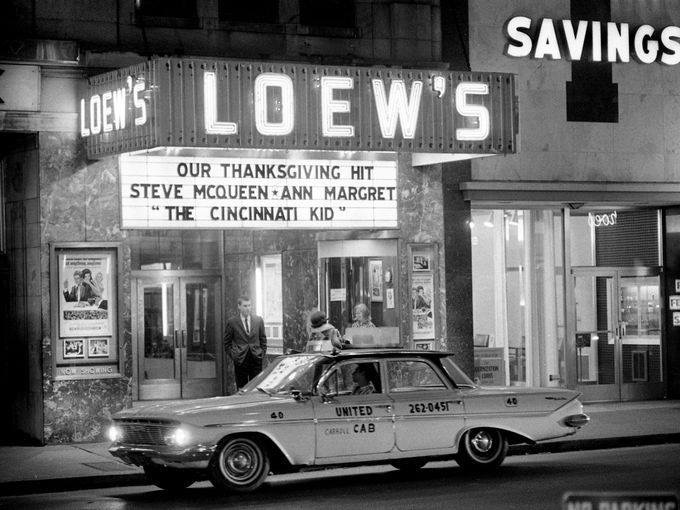 LOEW'S
LOEW'S
SAVINGS
OUR THANKSGIVING HIT
STEVE MCQUEEN ★ ANN MARGRET
"THE CINCINNATI KID"
NOW SHOWING
noel
40
UNITED
CARROLL CAB
262-0451
40
NO PARKING